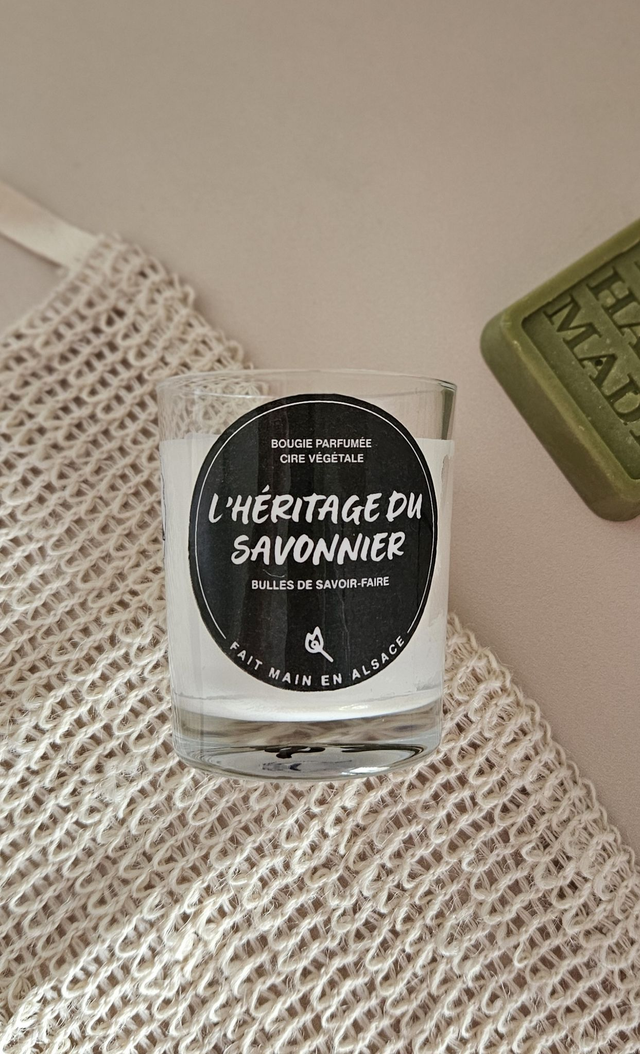 BOUGIE PARFUMÉE
CIRE VÉGÉTALE
L'HÉRITAGE DU
SAVONNIER
BULLES DE SAVOIR-FAIRE
FAIT MAIN EN ALSACE